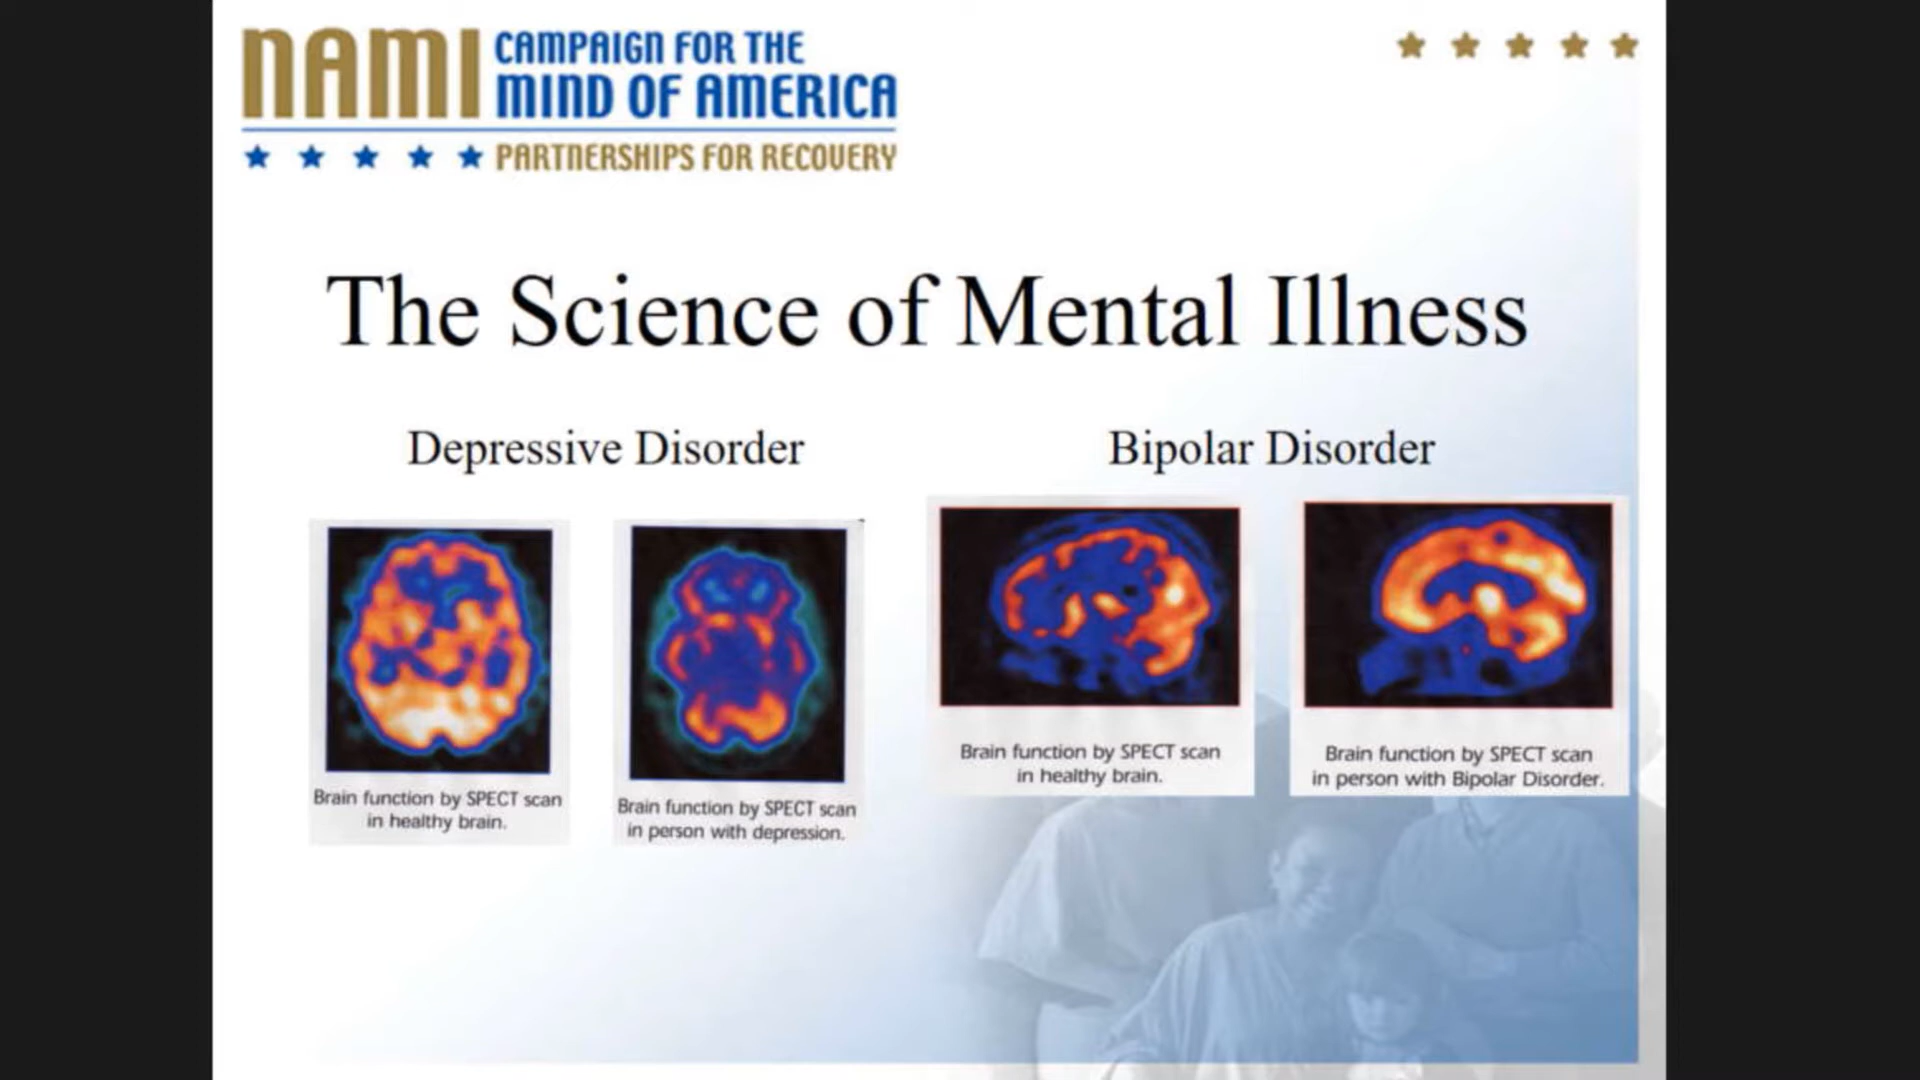 NAMI CAMPAIGN FOR THE
MIND OF AMERICA
PARTNERSHIPS FOR RECOVERY
The Science of Mental Illness
Depressive Disorder
Bipolar Disorder
Brain function by SPECT scan
in healthy brain.
Brain function by SPECT scan
in person with depression.
Brain function by SPECT scan
in healthy brain.
Brain function by SPECT scan
in person with Bipolar Disorder.